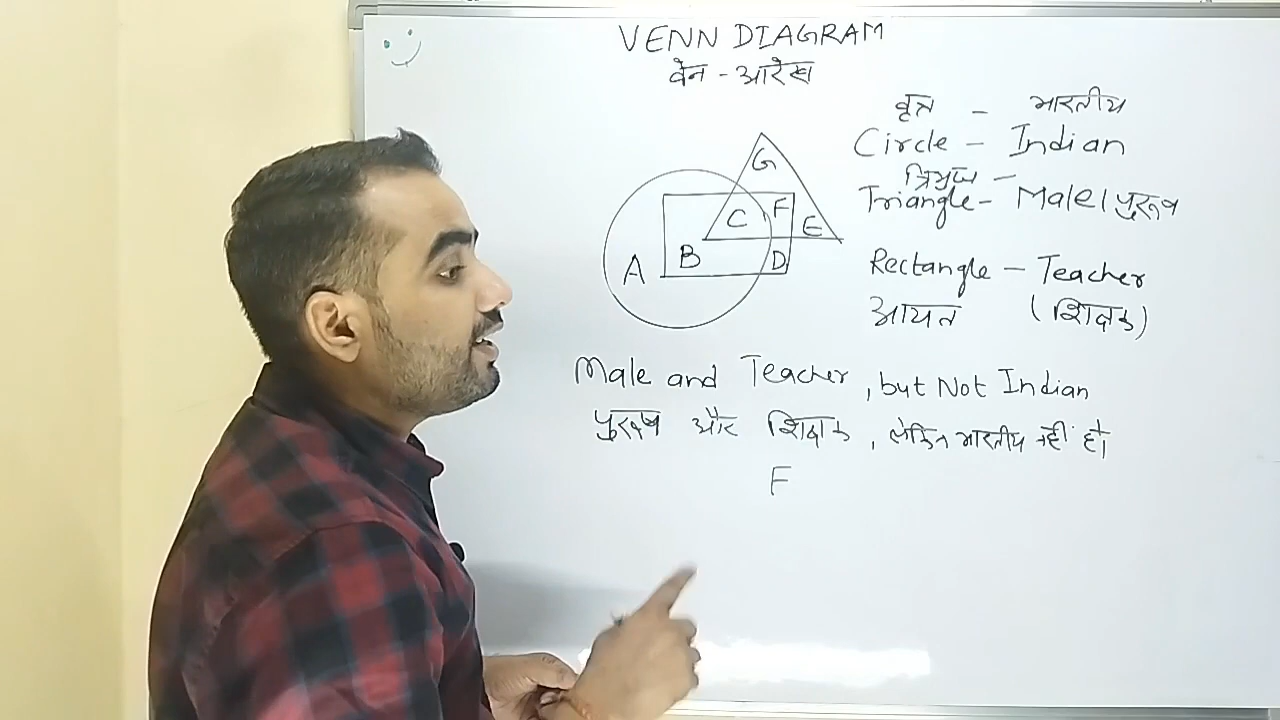 VENN DIAGRAM
वेन - आरेख
वृत्त - भारतीय
Circle - Indian
त्रिभुज -
Triangle - Male / पुरूष
Rectangle - Teacher
आयत (शिक्षक)
G
C F
E
A B D
Male and Teacher, but Not Indian
पुरूष और शिक्षक, लेकिन भारतीय नहीं हो।
F